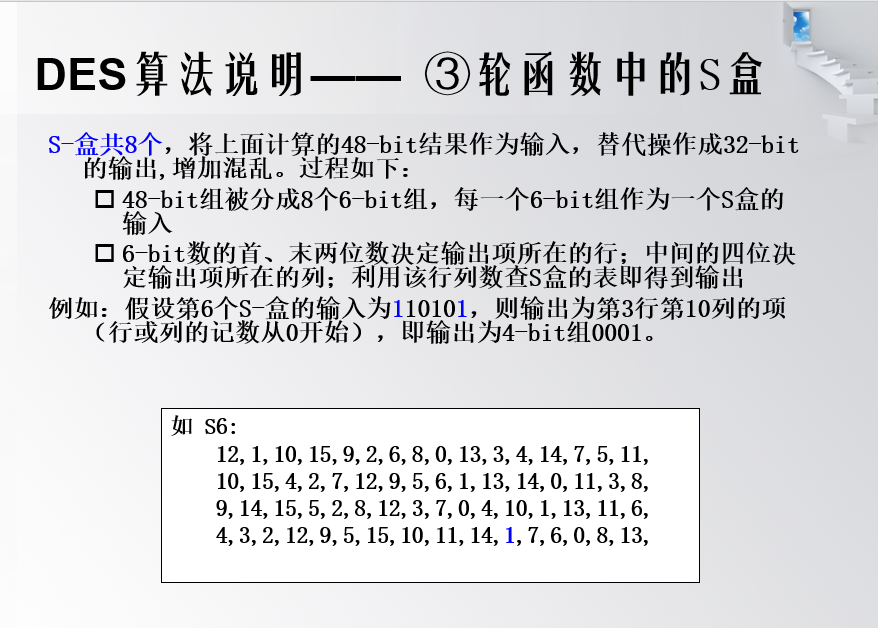 DES算法说明—— ③轮函数中的S盒
S-盒共8个，将上面计算的48-bit结果作为输入，替代操作成32-bit
的输出,增加混乱。过程如下：
48-bit组被分成8个6-bit组，每一个6-bit组作为一个S盒的
输入
6-bit数的首、末两位数决定输出项所在的行；中间的四位决
定输出项所在的列；利用该行列数查S盒的表即得到输出
例如：假设第6个S-盒的输入为110101，则输出为第3行第10列的项
（行或列的记数从0开始），即输出为4-bit组0001。
如 S6:
12,1,10,15,9,2,6,8,0,13,3,4,14,7,5,11,
10,15,4,2,7,12,9,5,6,1,13,14,0,11,3,8,
9,14,15,5,2,8,12,3,7,0,4,10,1,13,11,6,
4,3,2,12,9,5,15,10,11,14,1,7,6,0,8,13,